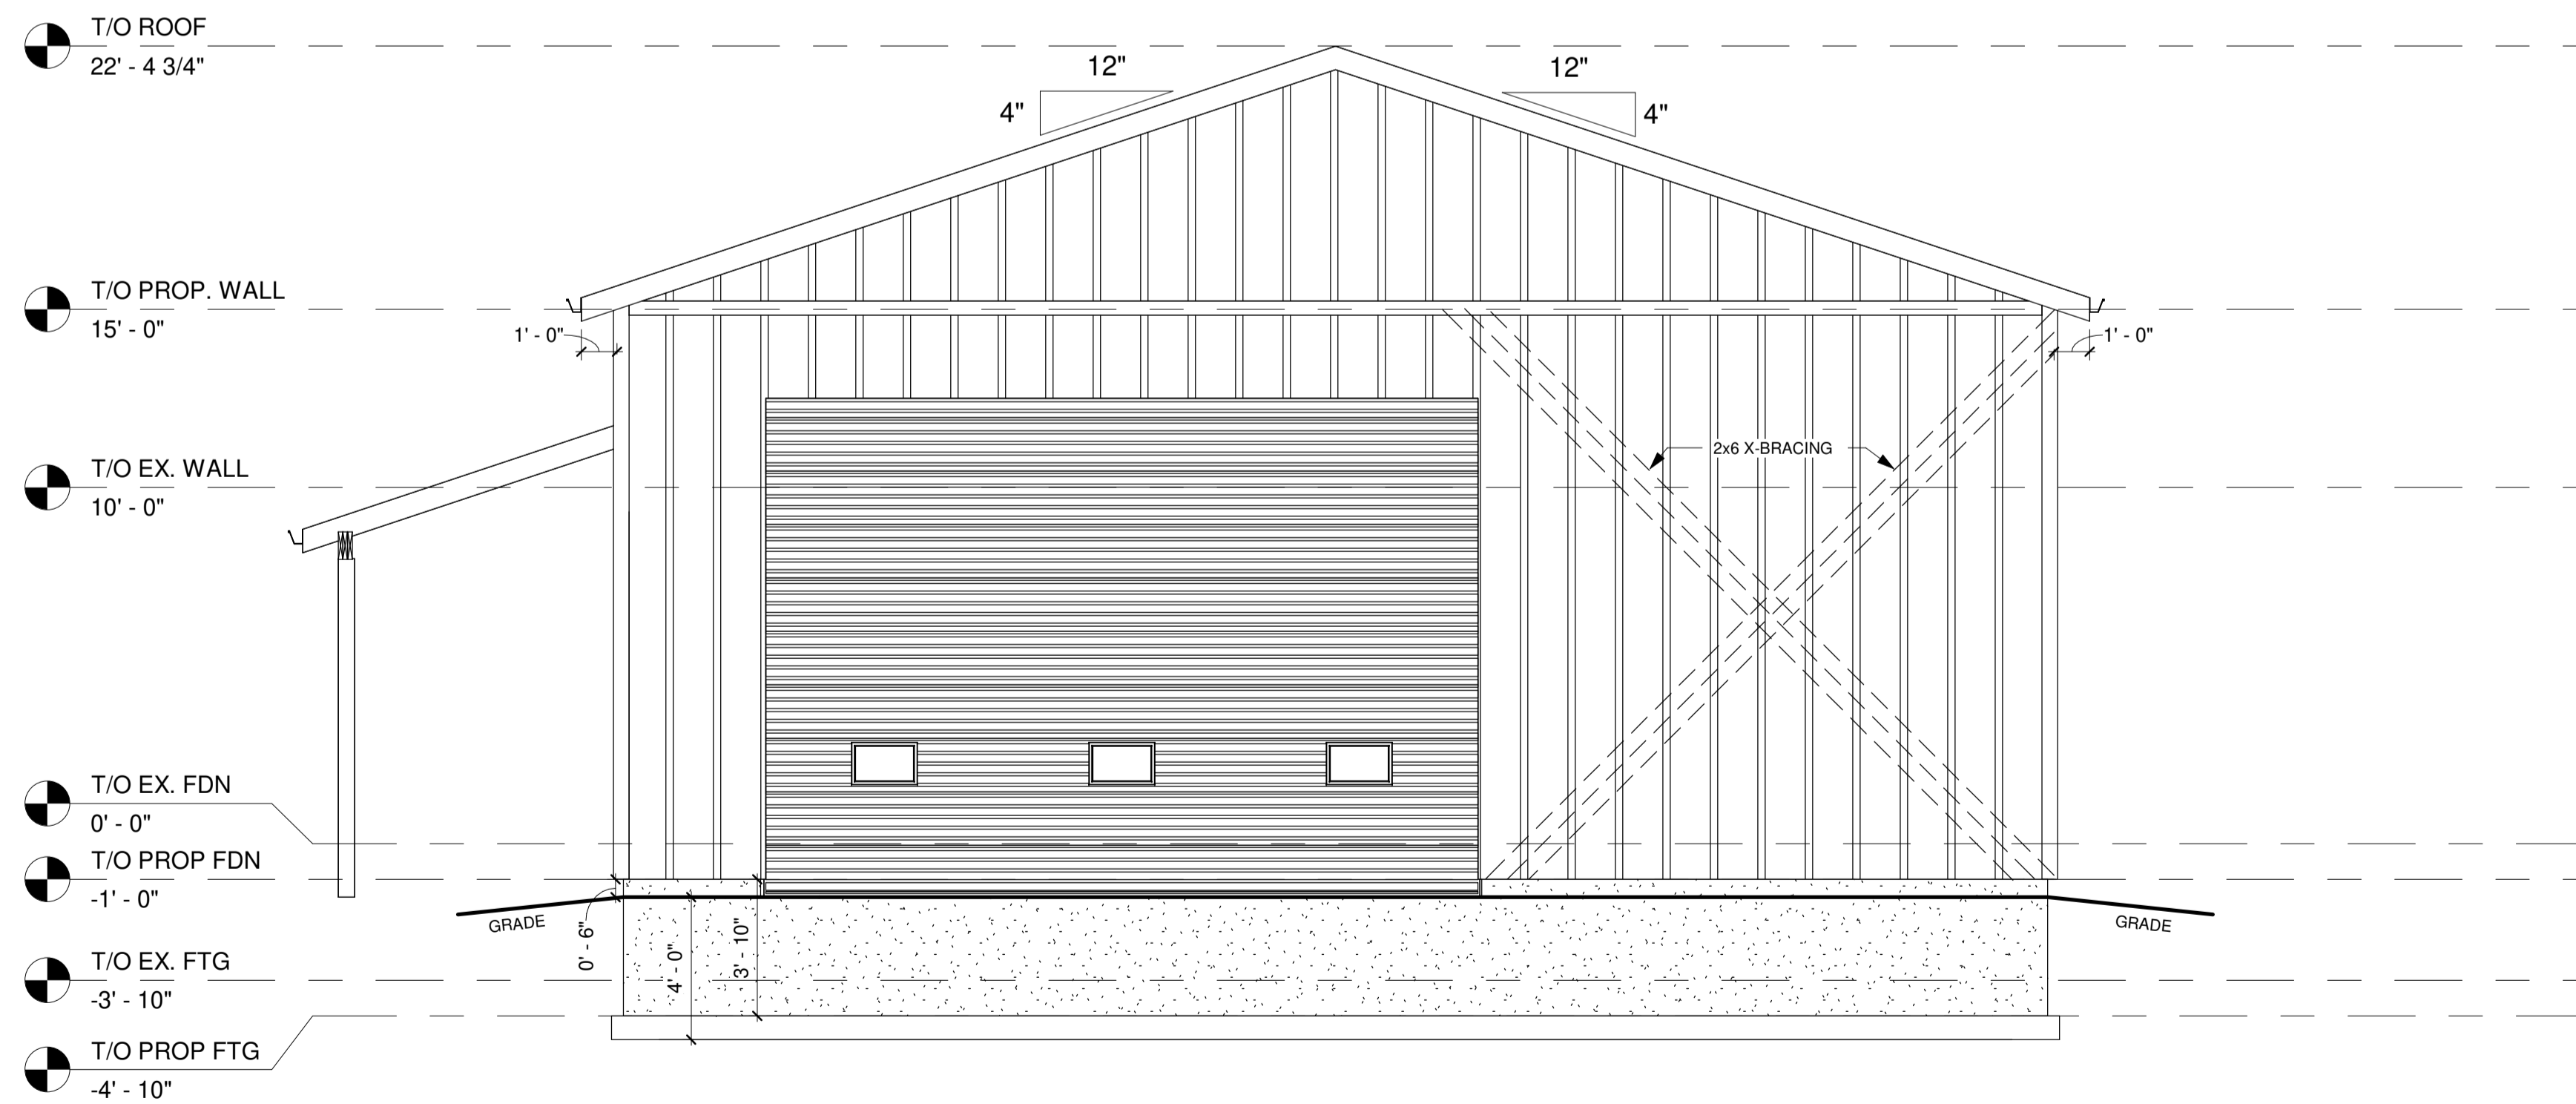 T/O ROOF
22' - 4 3/4"
12"
4"
12"
4"
T/O PROP. WALL
15' - 0"
1' - 0"
1' - 0"
T/O EX. WALL
10' - 0"
2x6 X-BRACING
T/O EX. FDN
0' - 0"
T/O PROP FDN
-1' - 0"
GRADE
0' - 6"
4' - 0"
3' - 10"
GRADE
T/O EX. FTG
-3' - 10"
T/O PROP FTG
-4' - 10"